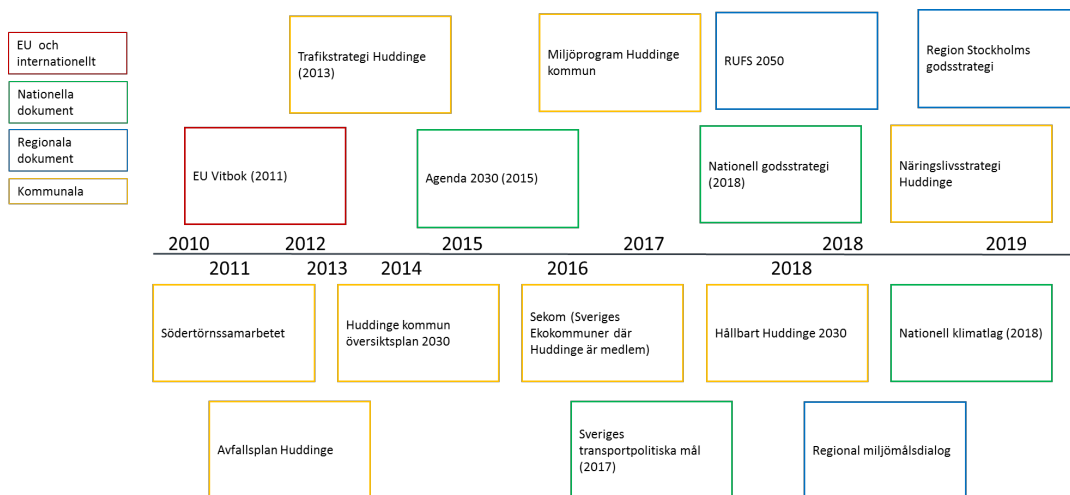 EU och
internationellt
Nationella
dokument
Regionala
dokument
Kommunala
Trafikstrategi Huddinge
(2013)
Miljöprogram Huddinge
kommun
RUFS 2050
Region Stockholms
godsstrategi
EU Vitbok (2011)
Agenda 2030 (2015)
Nationell godsstrategi
(2018)
Näringslivsstrategi
Huddinge
2010
2012
2015
2017
2018
2019
2011
2013
2014
2016
2018
Södertörnssamarbetet
Huddinge kommun
översiktsplan 2030
Sekom (Sveriges
Ekokommuner där
Huddinge är medlem)
Hållbart Huddinge 2030
Nationell klimatlag (2018)
Avfallsplan Huddinge
Sveriges
transportpolitiska mål
(2017)
Regional miljömålsdialog